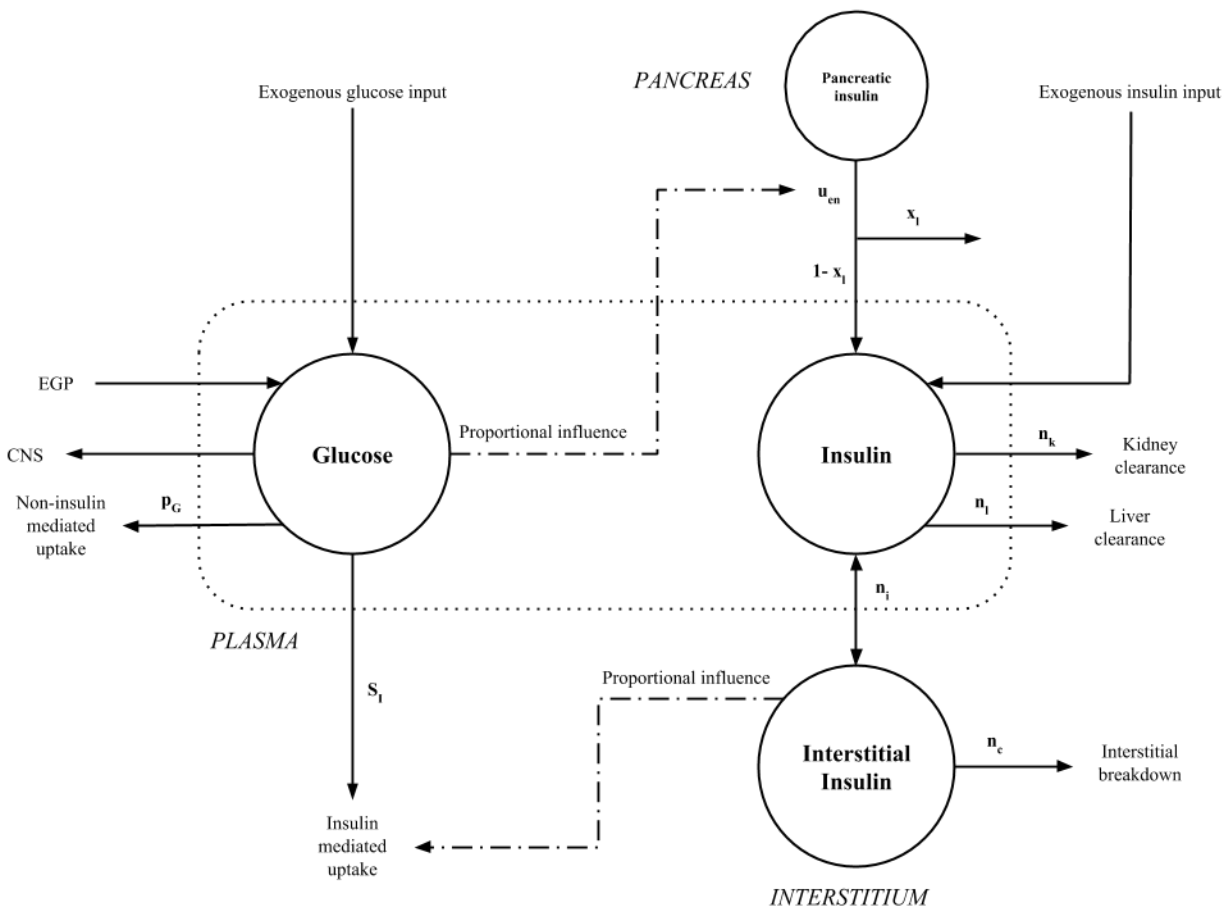 PANCREAS
Pancreatic
insulin
Exogenous glucose input
Exogenous insulin input
u_en
x_l
1- x_l
EGP
CNS
Glucose
Proportional influence
Insulin
n_k
Kidney
clearance
p_G
Non-insulin
mediated
uptake
n_l
Liver
clearance
n_i
PLASMA
S_I
Proportional influence
Interstitial
Insulin
n_c
Interstitial
breakdown
Insulin
mediated
uptake
INTERSTITIUM